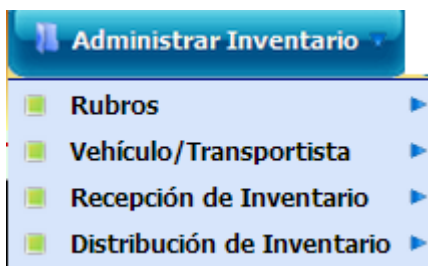 Administrar Inventario
Rubros
Vehículo/Transportista
Recepción de Inventario
Distribución de Inventario